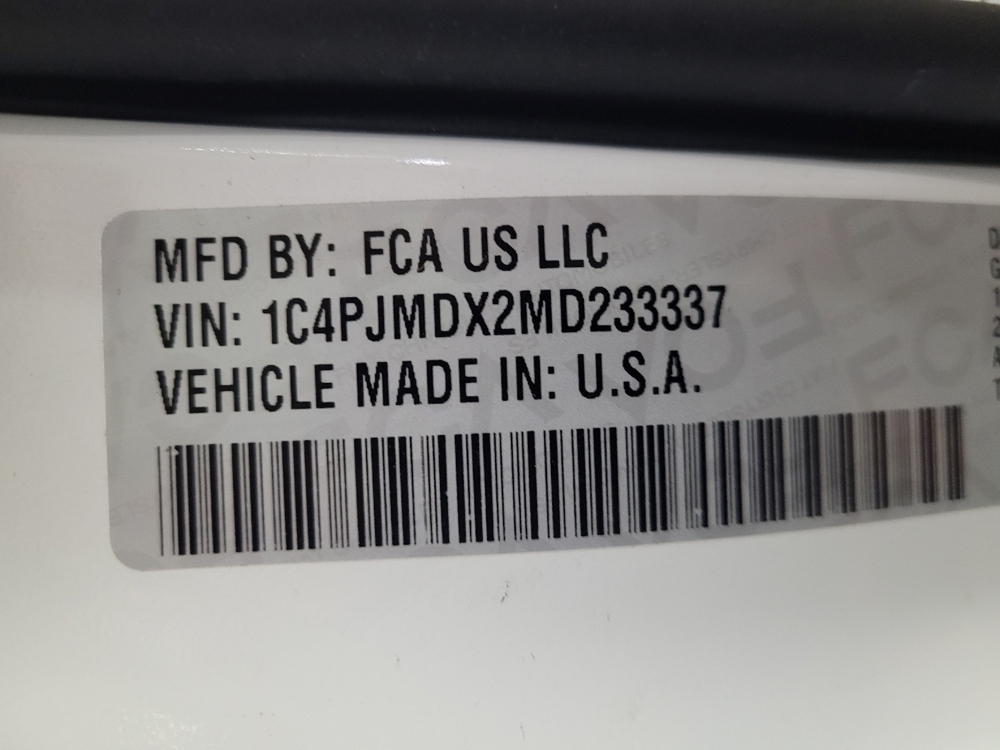 MFD BY: FCA US LLC
VIN: 1C4PJMDX2MD233337
VEHICLE MADE IN: U.S.A.